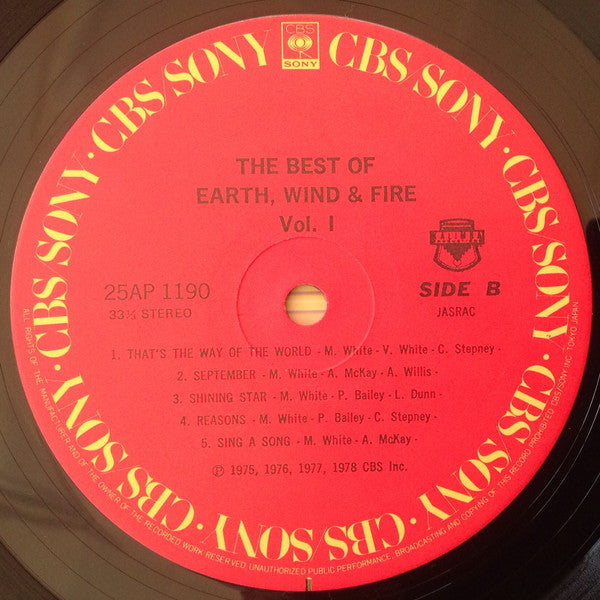 CBS
SONY
CBS/SONY · CBS/SONY · CBS/SONY · CBS/SONY · CBS/SONY · CBS/SONY · CBS/SONY
THE BEST OF
EARTH, WIND & FIRE
Vol. I
25AP 1190
33⅓ STEREO
SIDE B
JASRAC
1. THAT'S THE WAY OF THE WORLD - M. White - V. White - C. Stepney -
2. SEPTEMBER - M. White - A. McKay - A. Willis -
3. SHINING STAR - M. White - P. Bailey - L. Dunn -
4. REASONS - M. White - P. Bailey - C. Stepney -
5. SING A SONG - M. White - A. McKay -
Ⓟ 1975, 1976, 1977, 1978 CBS Inc.
ALL RIGHTS OF THE MANUFACTURER AND OF THE OWNER OF THE RECORDED WORK RESERVED. UNAUTHORIZED PUBLIC PERFORMANCE, BROADCASTING AND COPYING OF THIS RECORD PROHIBITED CBS/SONY INC. TOKYO JAPAN.